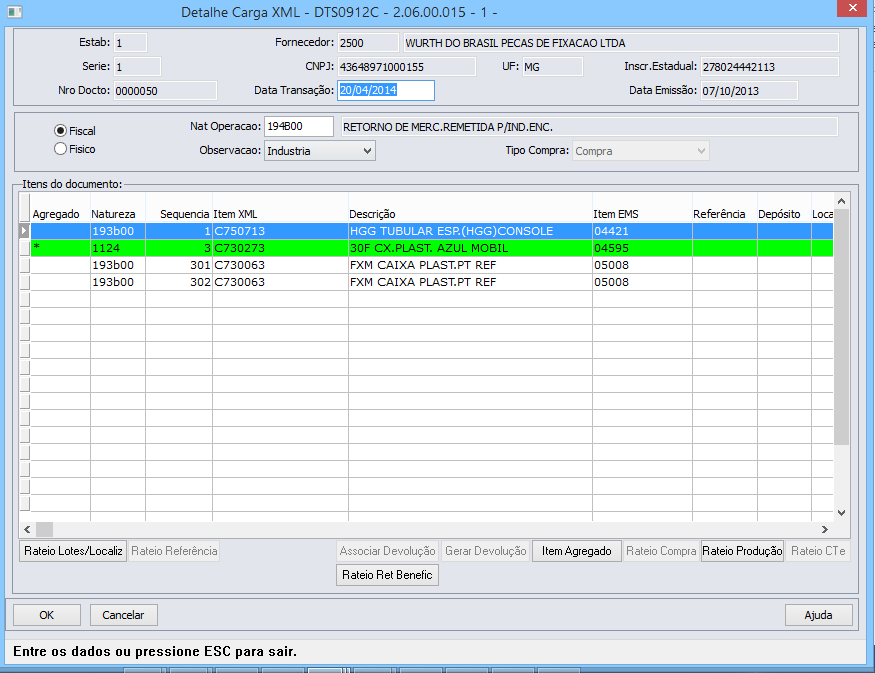 Detalhe Carga XML - DTS0912C - 2.06.00.015 - 1 -
Estab: 1 Fornecedor: 2500 WURTH DO BRASIL PECAS DE FIXACAO LTDA
Serie: 1 CNPJ: 43648971000155 UF: MG Inscr.Estadual: 278024442113
Nro Docto: 0000050 Data Transação: 20/04/2014 Data Emissão: 07/10/2013
Fiscal Nat Operacao: 194B00 RETORNO DE MERC.REMETIDA P/IND.ENC.
Fisico Observacao: Industria Tipo Compra: Compra
Itens do documento:
Agregado Natureza Sequencia Item XML Descrição Item EMS Referência Depósito Loca
193b00 1 C750713 HGG TUBULAR ESP.(HGG)CONSOLE 04421
* 1124 3 C730273 30F CX.PLAST. AZUL MOBIL 04595
193b00 301 C730063 FXM CAIXA PLAST.PT REF 05008
193b00 302 C730063 FXM CAIXA PLAST.PT REF 05008
Rateio Lotes/Localiz Rateio Referência Associar Devolução Gerar Devolução Item Agregado Rateio Compra Rateio Produção Rateio CTe
Rateio Ret Benefic
OK Cancelar Ajuda
Entre os dados ou pressione ESC para sair.